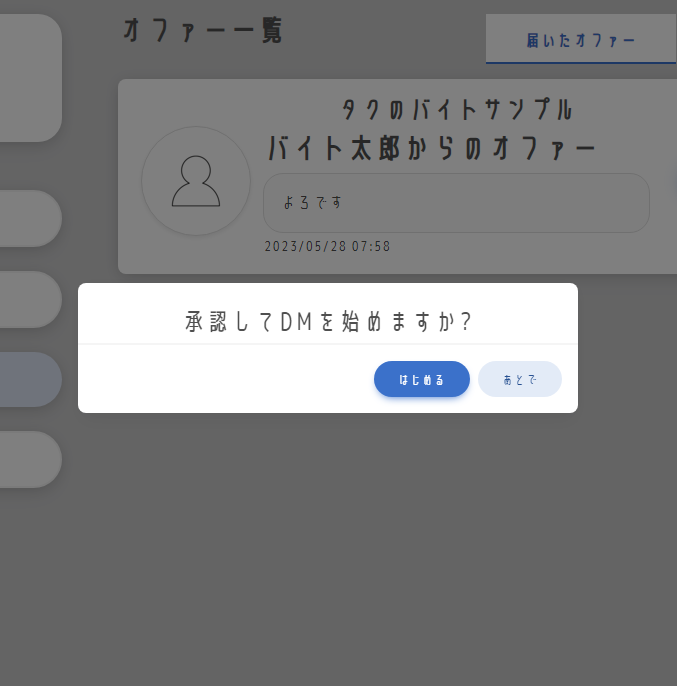 オファー一覧
届いたオファー
タクのバイトサンプル
バイト太郎からのオファー
よろです
2023/05/28 07:58
承認してDMを始めますか?
はじめる
あとで